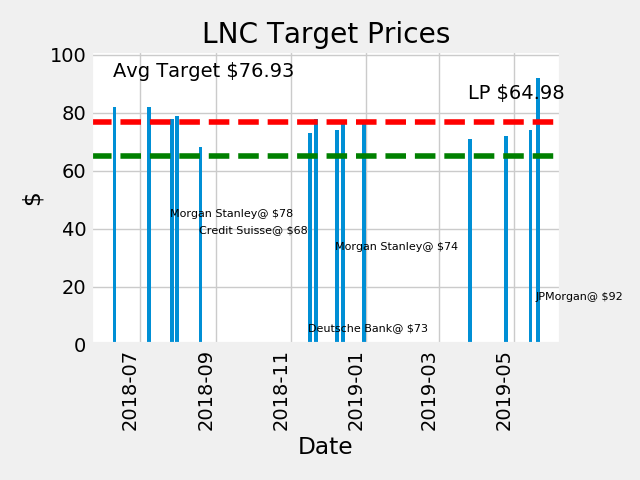 LNC Target Prices
100
80
60
40
20
0
$
Avg Target $76.93
LP $64.98
Morgan Stanley@ $78
Credit Suisse@ $68
Morgan Stanley@ $74
JPMorgan@ $92
Deutsche Bank@ $73
2018-07
2018-09
2018-11
2019-01
2019-03
2019-05
Date